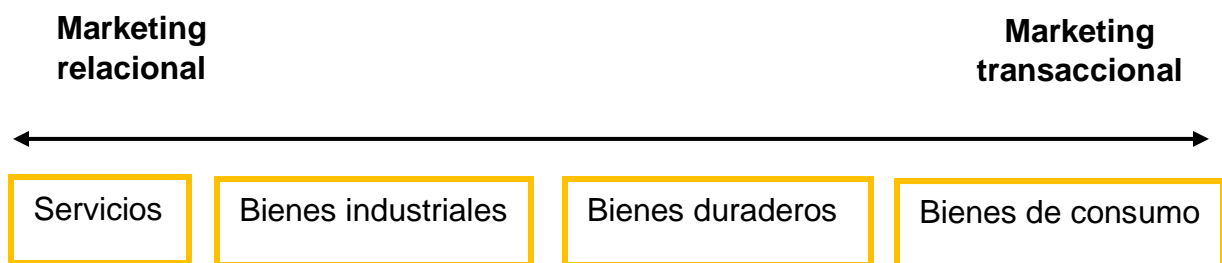 Marketing
relacional
Marketing
transaccional
Servicios
Bienes industriales
Bienes duraderos
Bienes de consumo